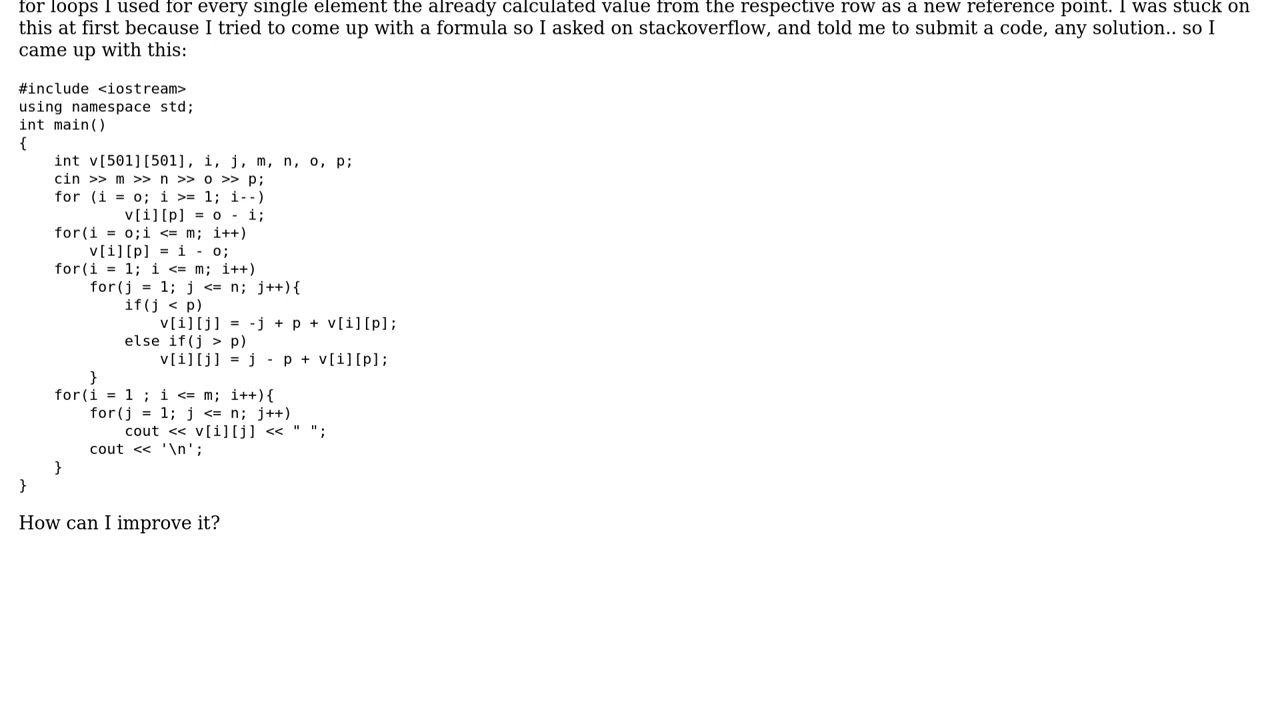 for loops I used for every single element the already calculated value from the respective row as a new reference point. I was stuck on
this at first because I tried to come up with a formula so I asked on stackoverflow, and told me to submit a code, any solution.. so I
came up with this:
#include <iostream>
using namespace std;
int main()
{
    int v[501][501], i, j, m, n, o, p;
    cin >> m >> n >> o >> p;
    for (i = o; i >= 1; i--)
            v[i][p] = o - i;
    for(i = o;i <= m; i++)
        v[i][p] = i - o;
    for(i = 1; i <= m; i++)
        for(j = 1; j <= n; j++){
            if(j < p)
                v[i][j] = -j + p + v[i][p];
            else if(j > p)
                v[i][j] = j - p + v[i][p];
        }
    for(i = 1 ; i <= m; i++){
        for(j = 1; j <= n; j++)
            cout << v[i][j] << " ";
        cout << '\n';
    }
}
How can I improve it?